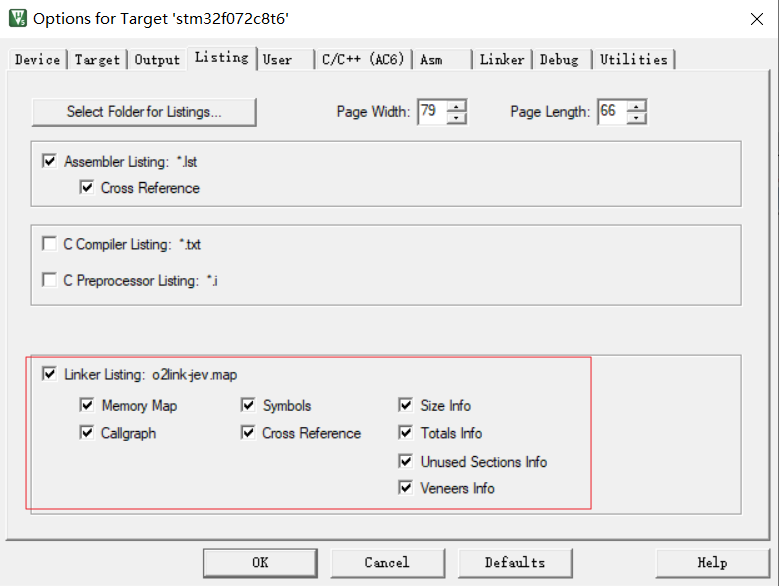 Options for Target 'stm32f072c8t6'
Device Target Output Listing User C/C++ (AC6) Asm Linker Debug Utilities
Select Folder for Listings... Page Width: 79 Page Length: 66
Assembler Listing: *.lst
Cross Reference
C Compiler Listing: *.txt
C Preprocessor Listing: *.i
Linker Listing: o2link-jev.map
Memory Map Symbols Size Info
Callgraph Cross Reference Totals Info
Unused Sections Info
Veneers Info
OK Cancel Defaults Help